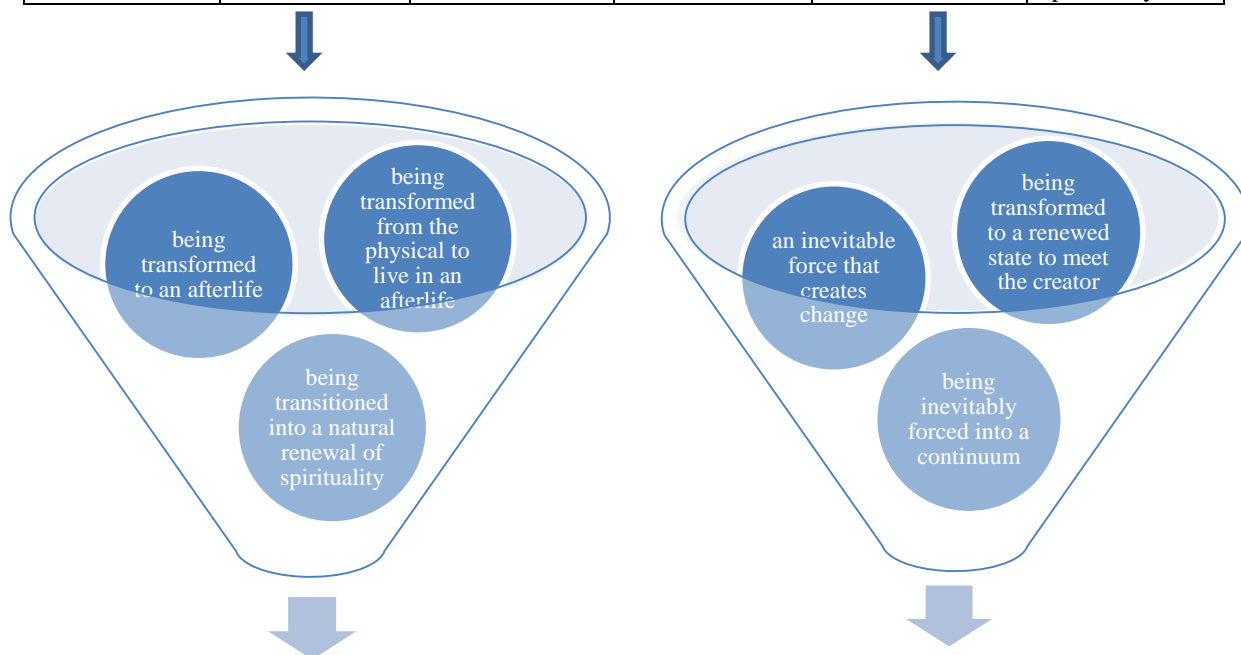 being
transformed
to an afterlife
being
transformed
from the
physical to
live in an
afterlife
being
transitioned
into a natural
renewal of
spirituality
an inevitable
force that
creates
change
being
transformed
to a renewed
state to meet
the creator
being
inevitably
forced into a
continuum